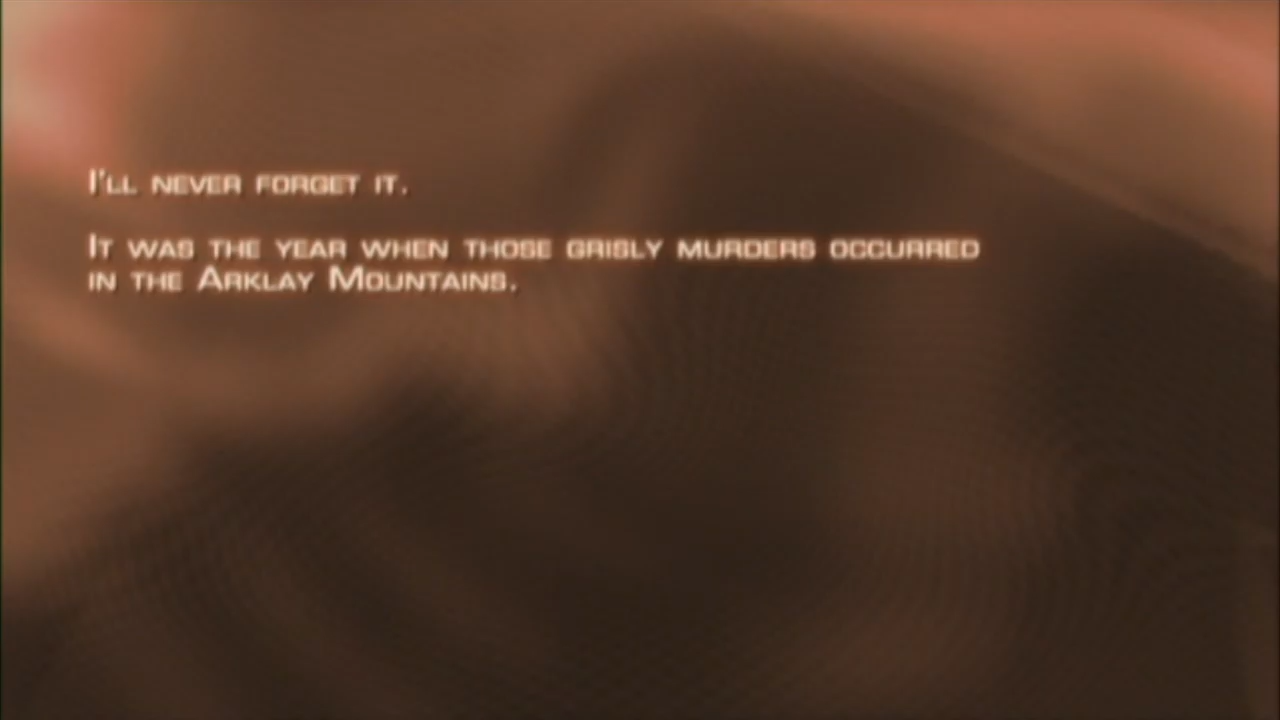 I'll never forget it.
It was the year when those grisly murders occurred
in the Arklay Mountains.